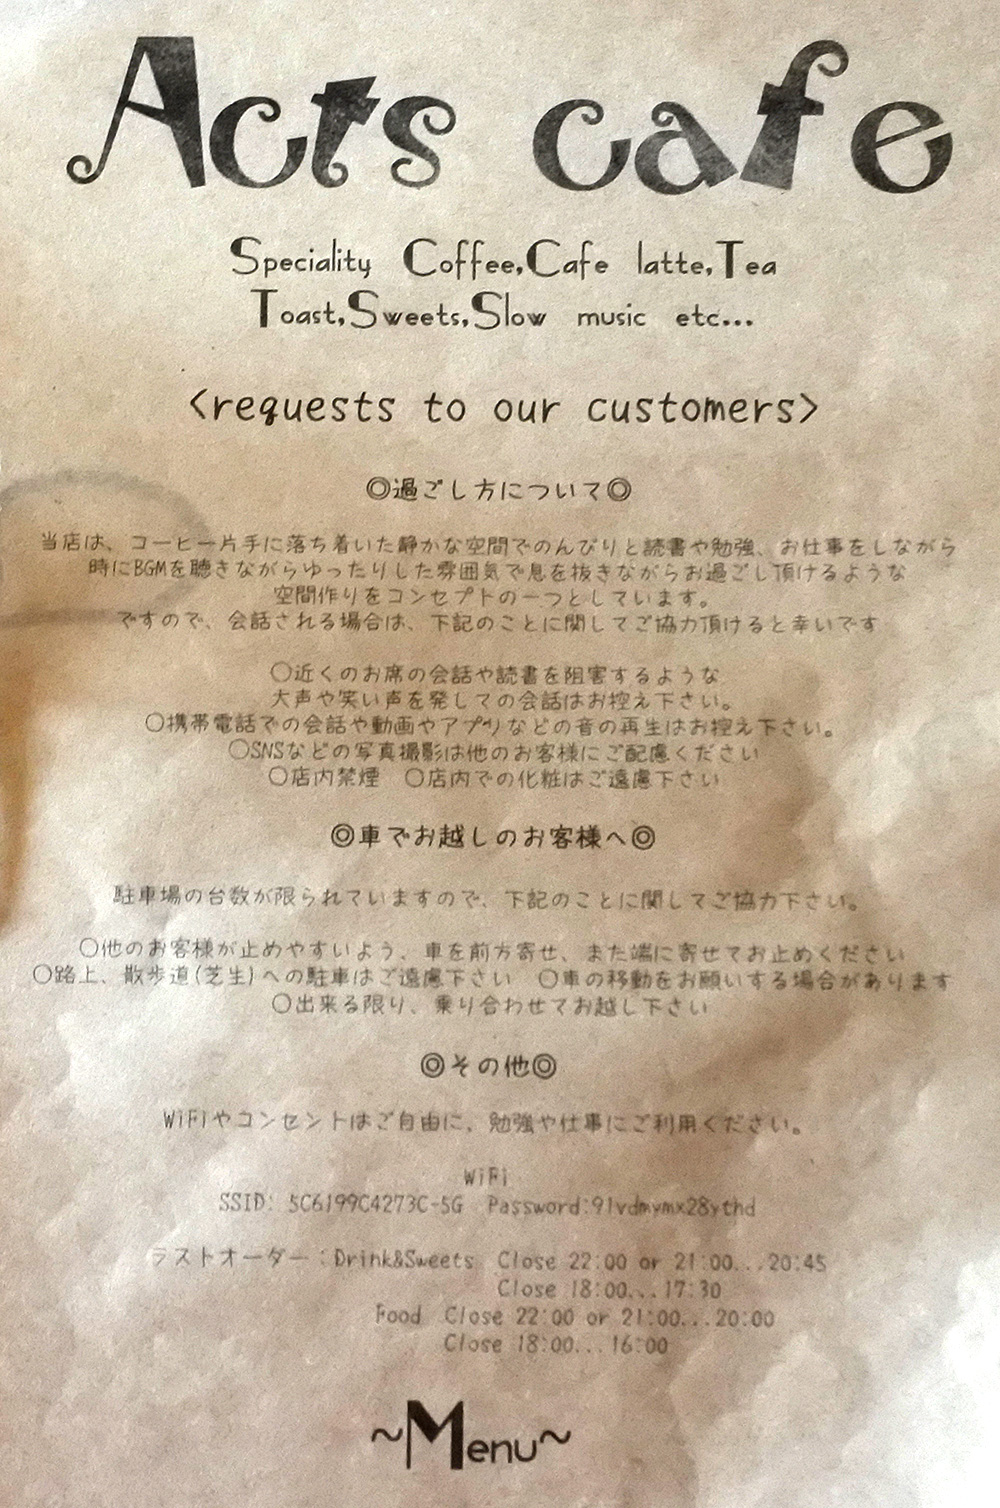 Acts cafe
Speciality Coffee,Cafe latte,Tea
Toast,Sweets,Slow music etc...
<requests to our customers>
◎過ごし方について◎
当店は、コーヒー片手に落ち着いた静かな空間でのんびりと読書や勉強、お仕事をしながら
時にBGMを聴きながらゆったりした雰囲気で息を抜きながらお過ごし頂けるような
空間作りをコンセプトの一つとしています。
ですので、会話される場合は、下記のことに関してご協力頂けると幸いです
〇近くのお席の会話や読書を阻害するような
大声や笑い声を発しての会話はお控え下さい。
〇携帯電話での会話や動画やアプリなどの音の再生はお控え下さい。
〇SNSなどの写真撮影は他のお客様にご配慮ください
〇店内禁煙 〇店内での化粧はご遠慮下さい
◎車でお越しのお客様へ◎
駐車場の台数が限られていますので、下記のことに関してご協力下さい。
〇他のお客様が止めやすいよう、車を前方寄せ、また端に寄せてお止めください
〇路上、散歩道(芝生)への駐車はご遠慮下さい 〇車の移動をお願いする場合があります
〇出来る限り、乗り合わせてお越し下さい
◎その他◎
WiFiやコンセントはご自由に、勉強や仕事にご利用ください。
WiFi
SSID: 5C6199C4273C-5G Password:91vdmymx28ythd
ラストオーダー:Drink&Sweets Close 22:00 or 21:00...20:45
Close 18:00...17:30
Food Close 22:00 or 21:00...20:00
Close 18:00...16:00
~Menu~